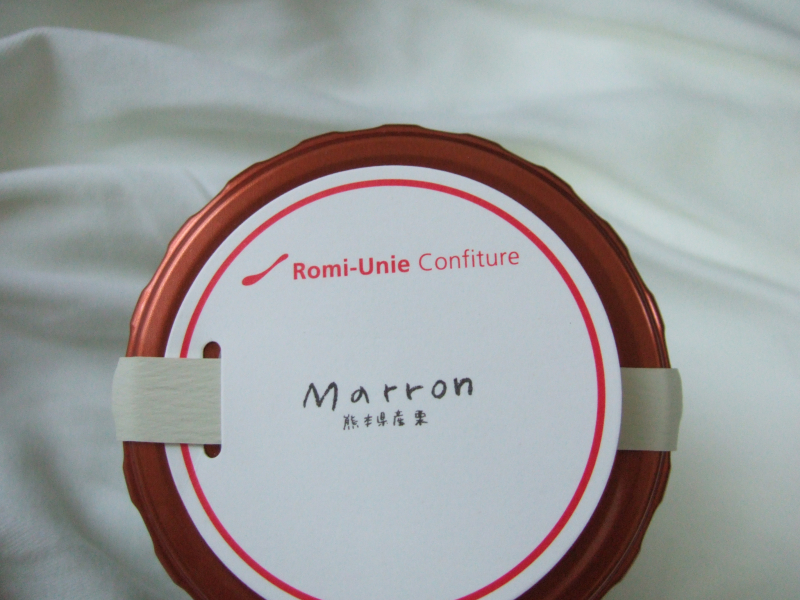 Romi-Unie Confiture
Marron
熊本県産栗